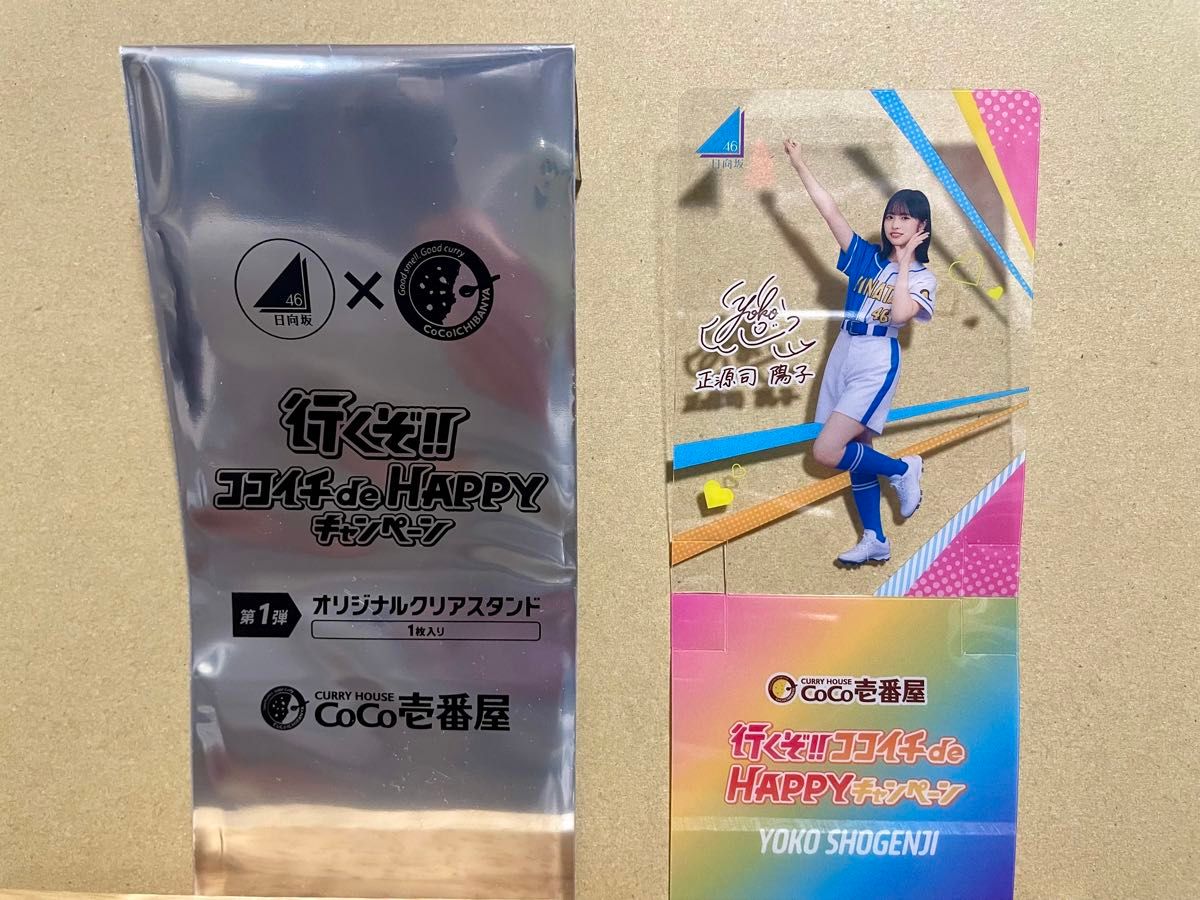 46
日向坂
×
Good smell. Good curry
CoCoICHIBANYA
行くぞ!!
ココイチ de HAPPY
キャンペーン
第1弾
オリジナルクリアスタンド
1枚入り
CURRY HOUSE
CoCo壱番屋
46
日向坂
HINATA
46
Yoko
正源司 陽子
CURRY HOUSE
CoCo壱番屋
行くぞ!! ココイチ de
HAPPYキャンペーン
YOKO SHOGENJI